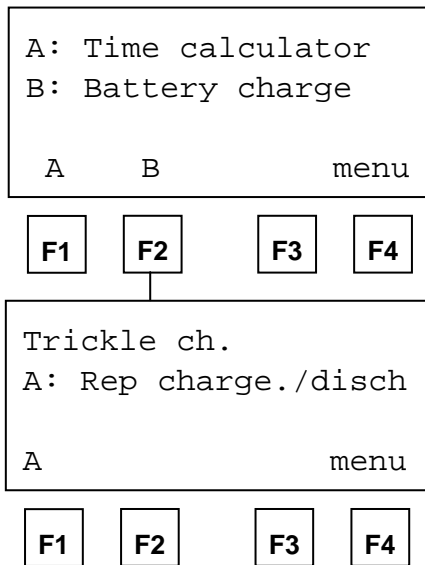 A: Time calculator
B: Battery charge
A B menu
F1 F2 F3 F4
Trickle ch.
A: Rep charge./disch
A menu
F1 F2 F3 F4